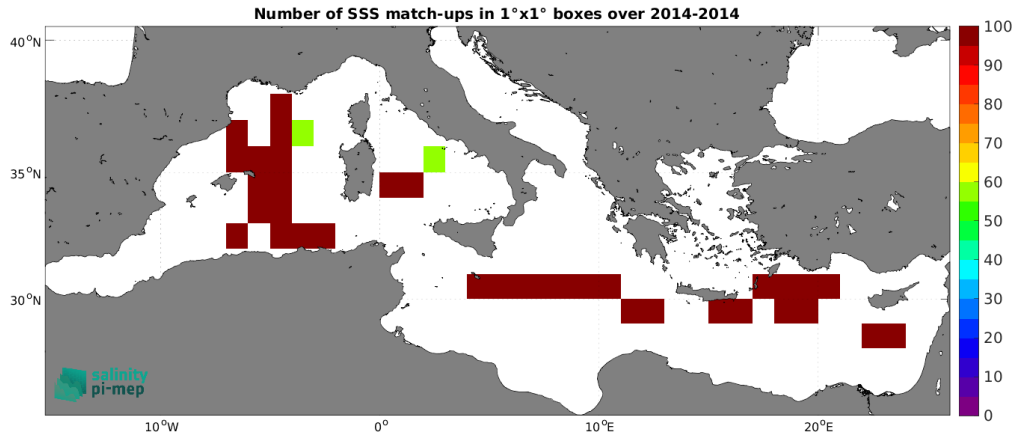 Number of SSS match-ups in 1°x1° boxes over 2014-2014
40°N
35°N
30°N
10°W
0°
10°E
20°E
100
90
80
70
60
50
40
30
20
10
0
salinity
pi-mep